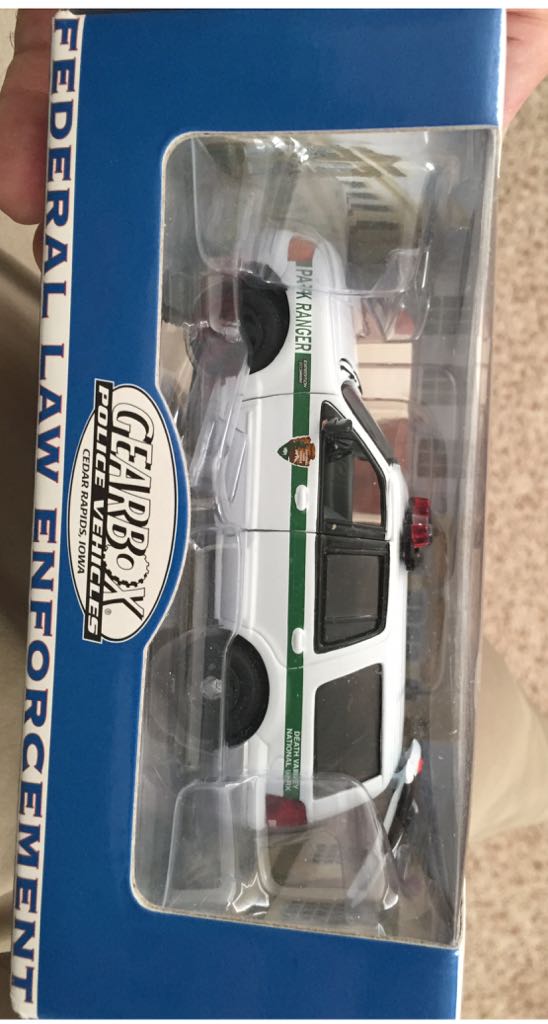 FEDERAL LAW ENFORCEMENT
GEARBOX®
POLICE VEHICLES
CEDAR RAPIDS, IOWA
PARK RANGER
DEATH VALLEY
NATIONAL PARK